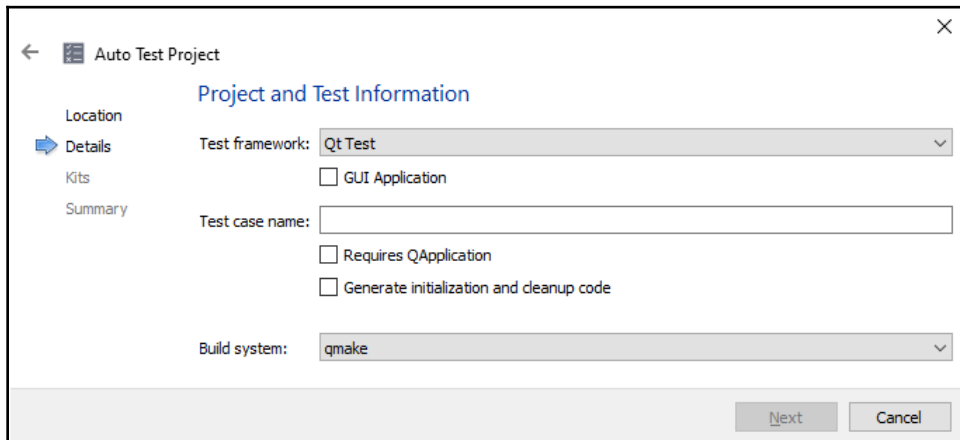 Auto Test Project
Location
Details
Kits
Summary
Project and Test Information
Test framework: Qt Test
GUI Application
Test case name:
Requires QApplication
Generate initialization and cleanup code
Build system: qmake
Next Cancel